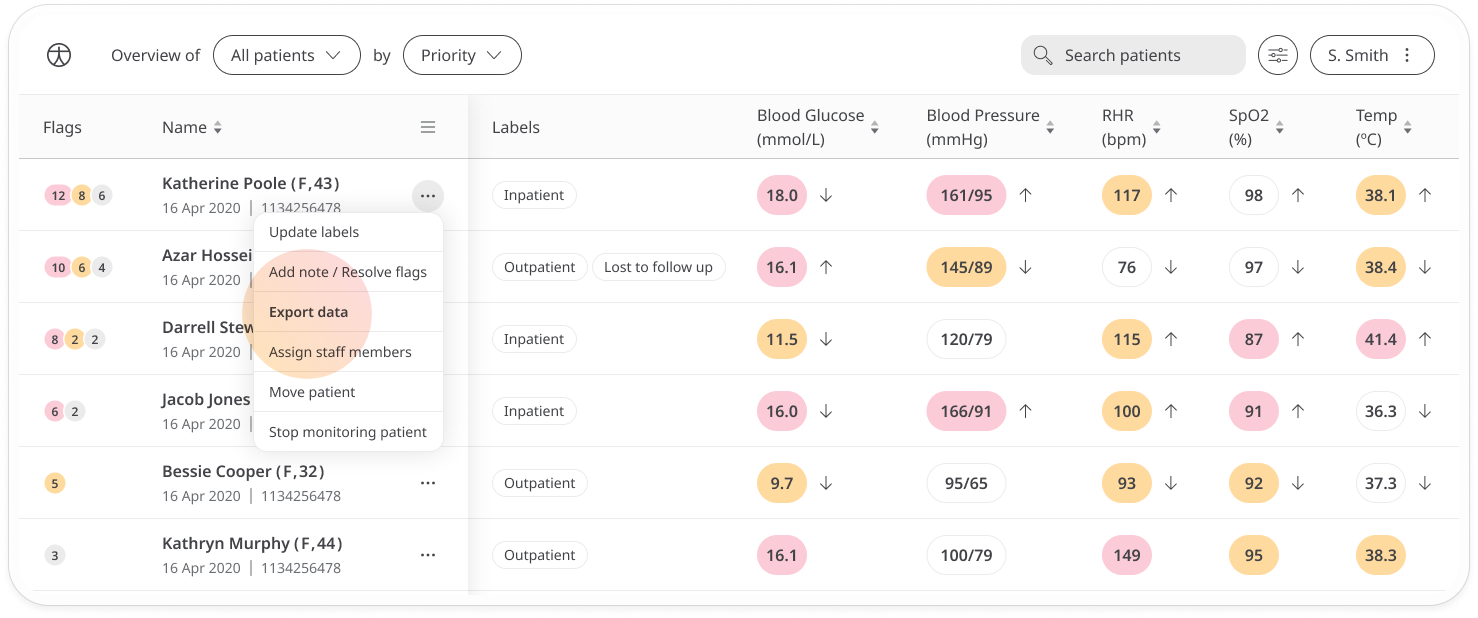 Overview of All patients by Priority Search patients S. Smith
Flags Name Labels Blood Glucose (mmol/L) Blood Pressure (mmHg) RHR (bpm) SpO2 (%) Temp (ºC)
12 8 6 Katherine Poole (F,43) Inpatient 18.0 161/95 117 98 38.1
16 Apr 2020 | 1134256478
Update labels
Add note / Resolve flags
Export data
Assign staff members
Move patient
Stop monitoring patient
10 6 4 Azar Outpatient Lost to follow up 16.1 145/89 76 97 38.4
16 Apr 2020
8 2 2 Darrell Inpatient 11.5 120/79 115 87 41.4
16 Apr 2020
6 2 Jacob Jones Inpatient 16.0 166/91 100 91 36.3
16 Apr 2020
5 Bessie Cooper (F,32) Outpatient 9.7 95/65 93 92 37.3
16 Apr 2020 | 1134256478
3 Kathryn Murphy (F,44) Outpatient 16.1 100/79 149 95 38.3
16 Apr 2020 | 1134256478